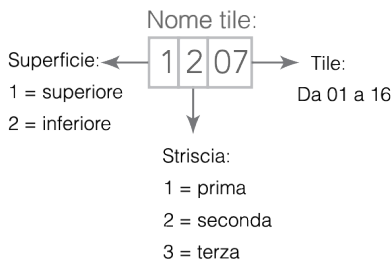 Nome tile:
Superficie:
1 = superiore
2 = inferiore
1 2 07
Tile:
Da 01 a 16
Striscia:
1 = prima
2 = seconda
3 = terza